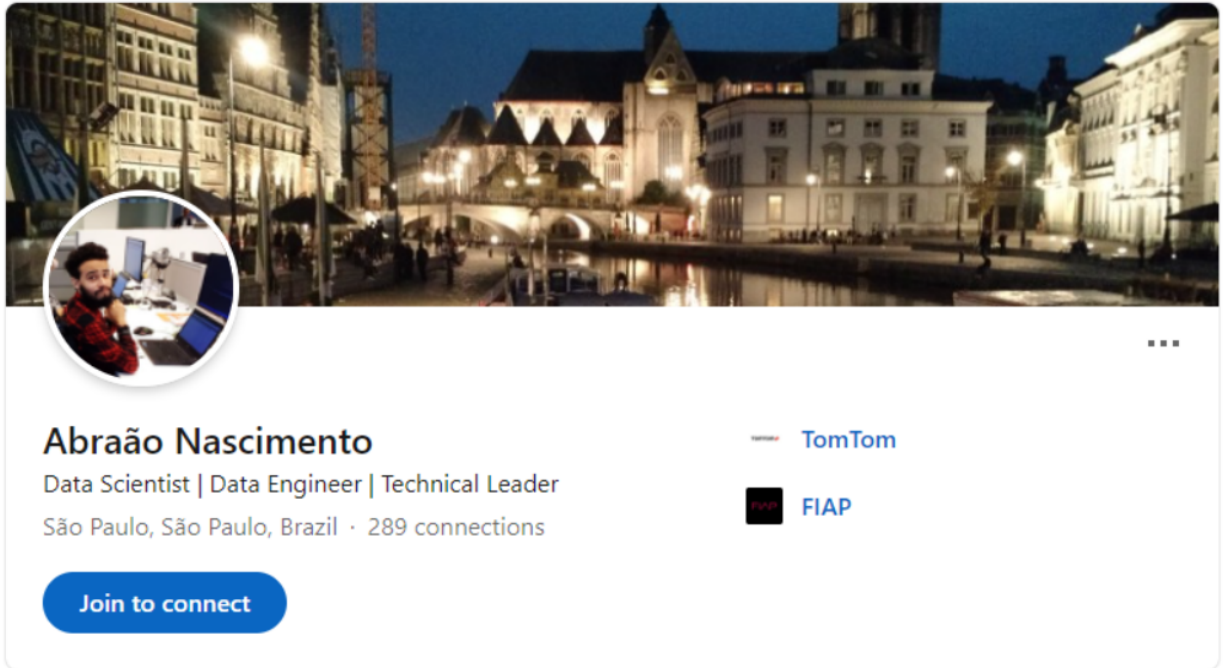 Abraão Nascimento
Data Scientist | Data Engineer | Technical Leader
São Paulo, São Paulo, Brazil · 289 connections
Join to connect
TomTom
FIAP